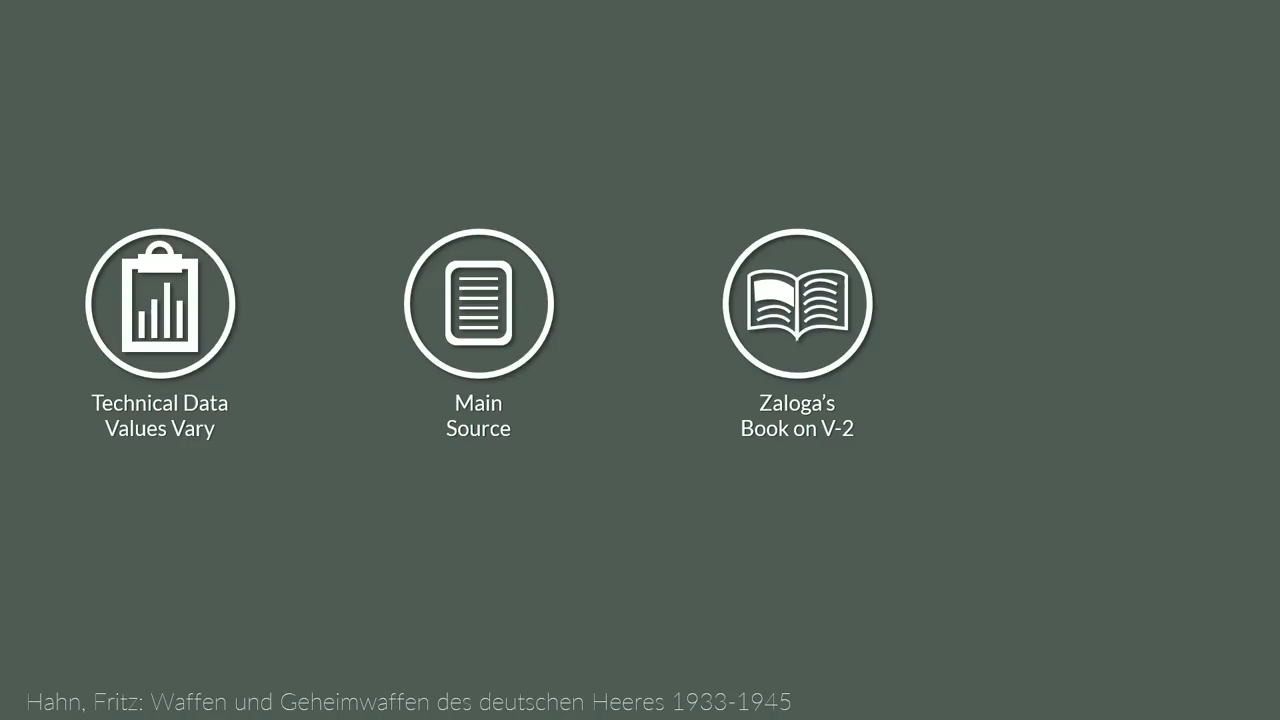 Technical Data
Values Vary
Main
Source
Zaloga’s
Book on V-2
Hahn, Fritz: Waffen und Geheimwaffen des deutschen Heeres 1933-1945